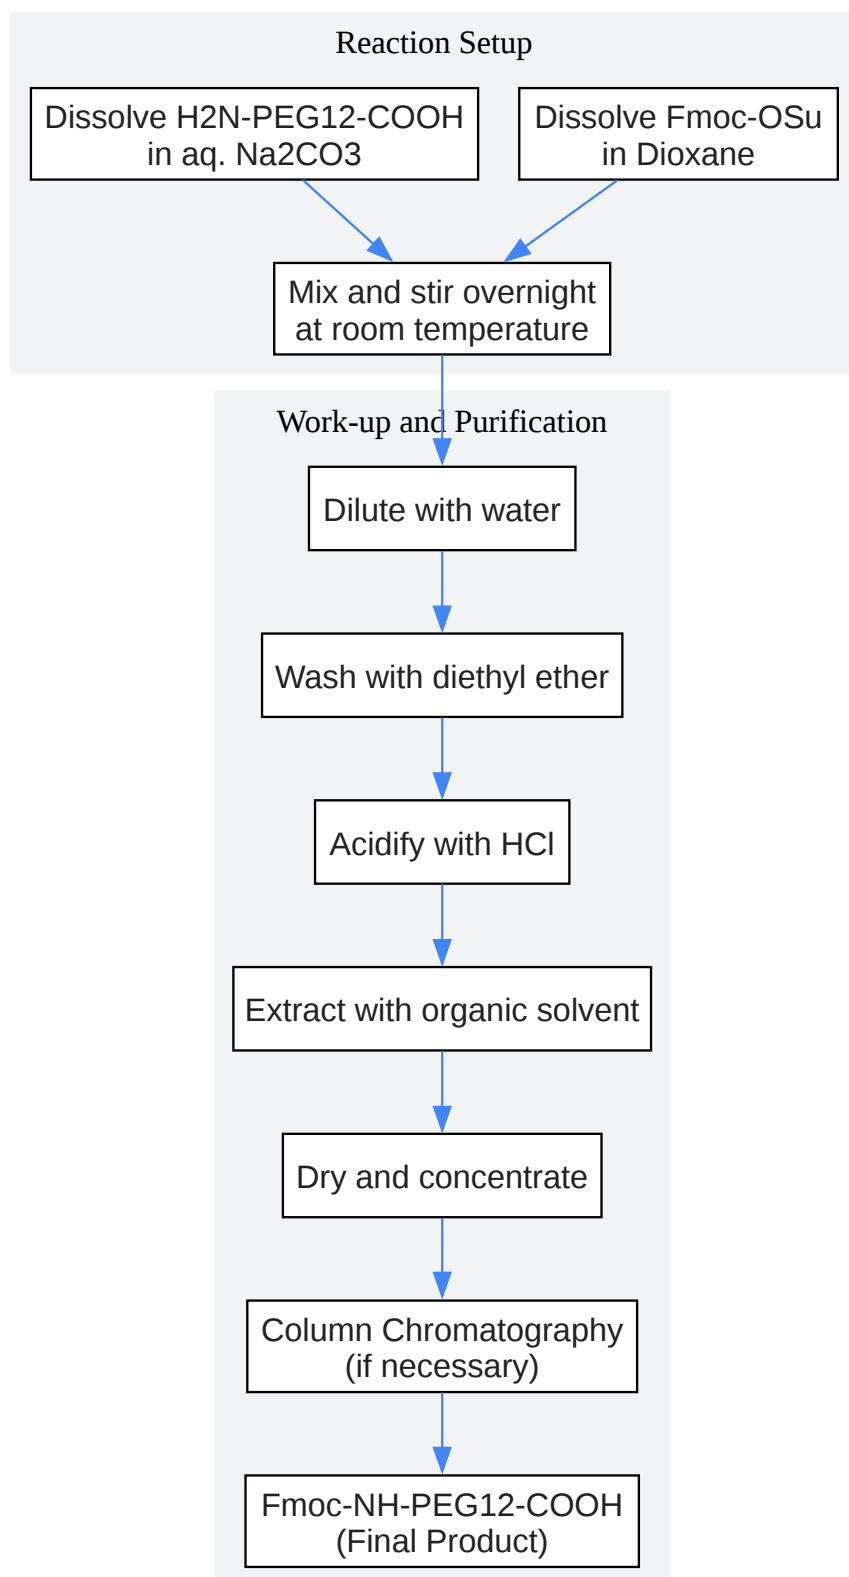 Reaction Setup
Dissolve H2N-PEG12-COOH
in aq. Na2CO3
Dissolve Fmoc-OSu
in Dioxane
Mix and stir overnight
at room temperature
Work-up and Purification
Dilute with water
Wash with diethyl ether
Acidify with HCl
Extract with organic solvent
Dry and concentrate
Column Chromatography
(if necessary)
Fmoc-NH-PEG12-COOH
(Final Product)